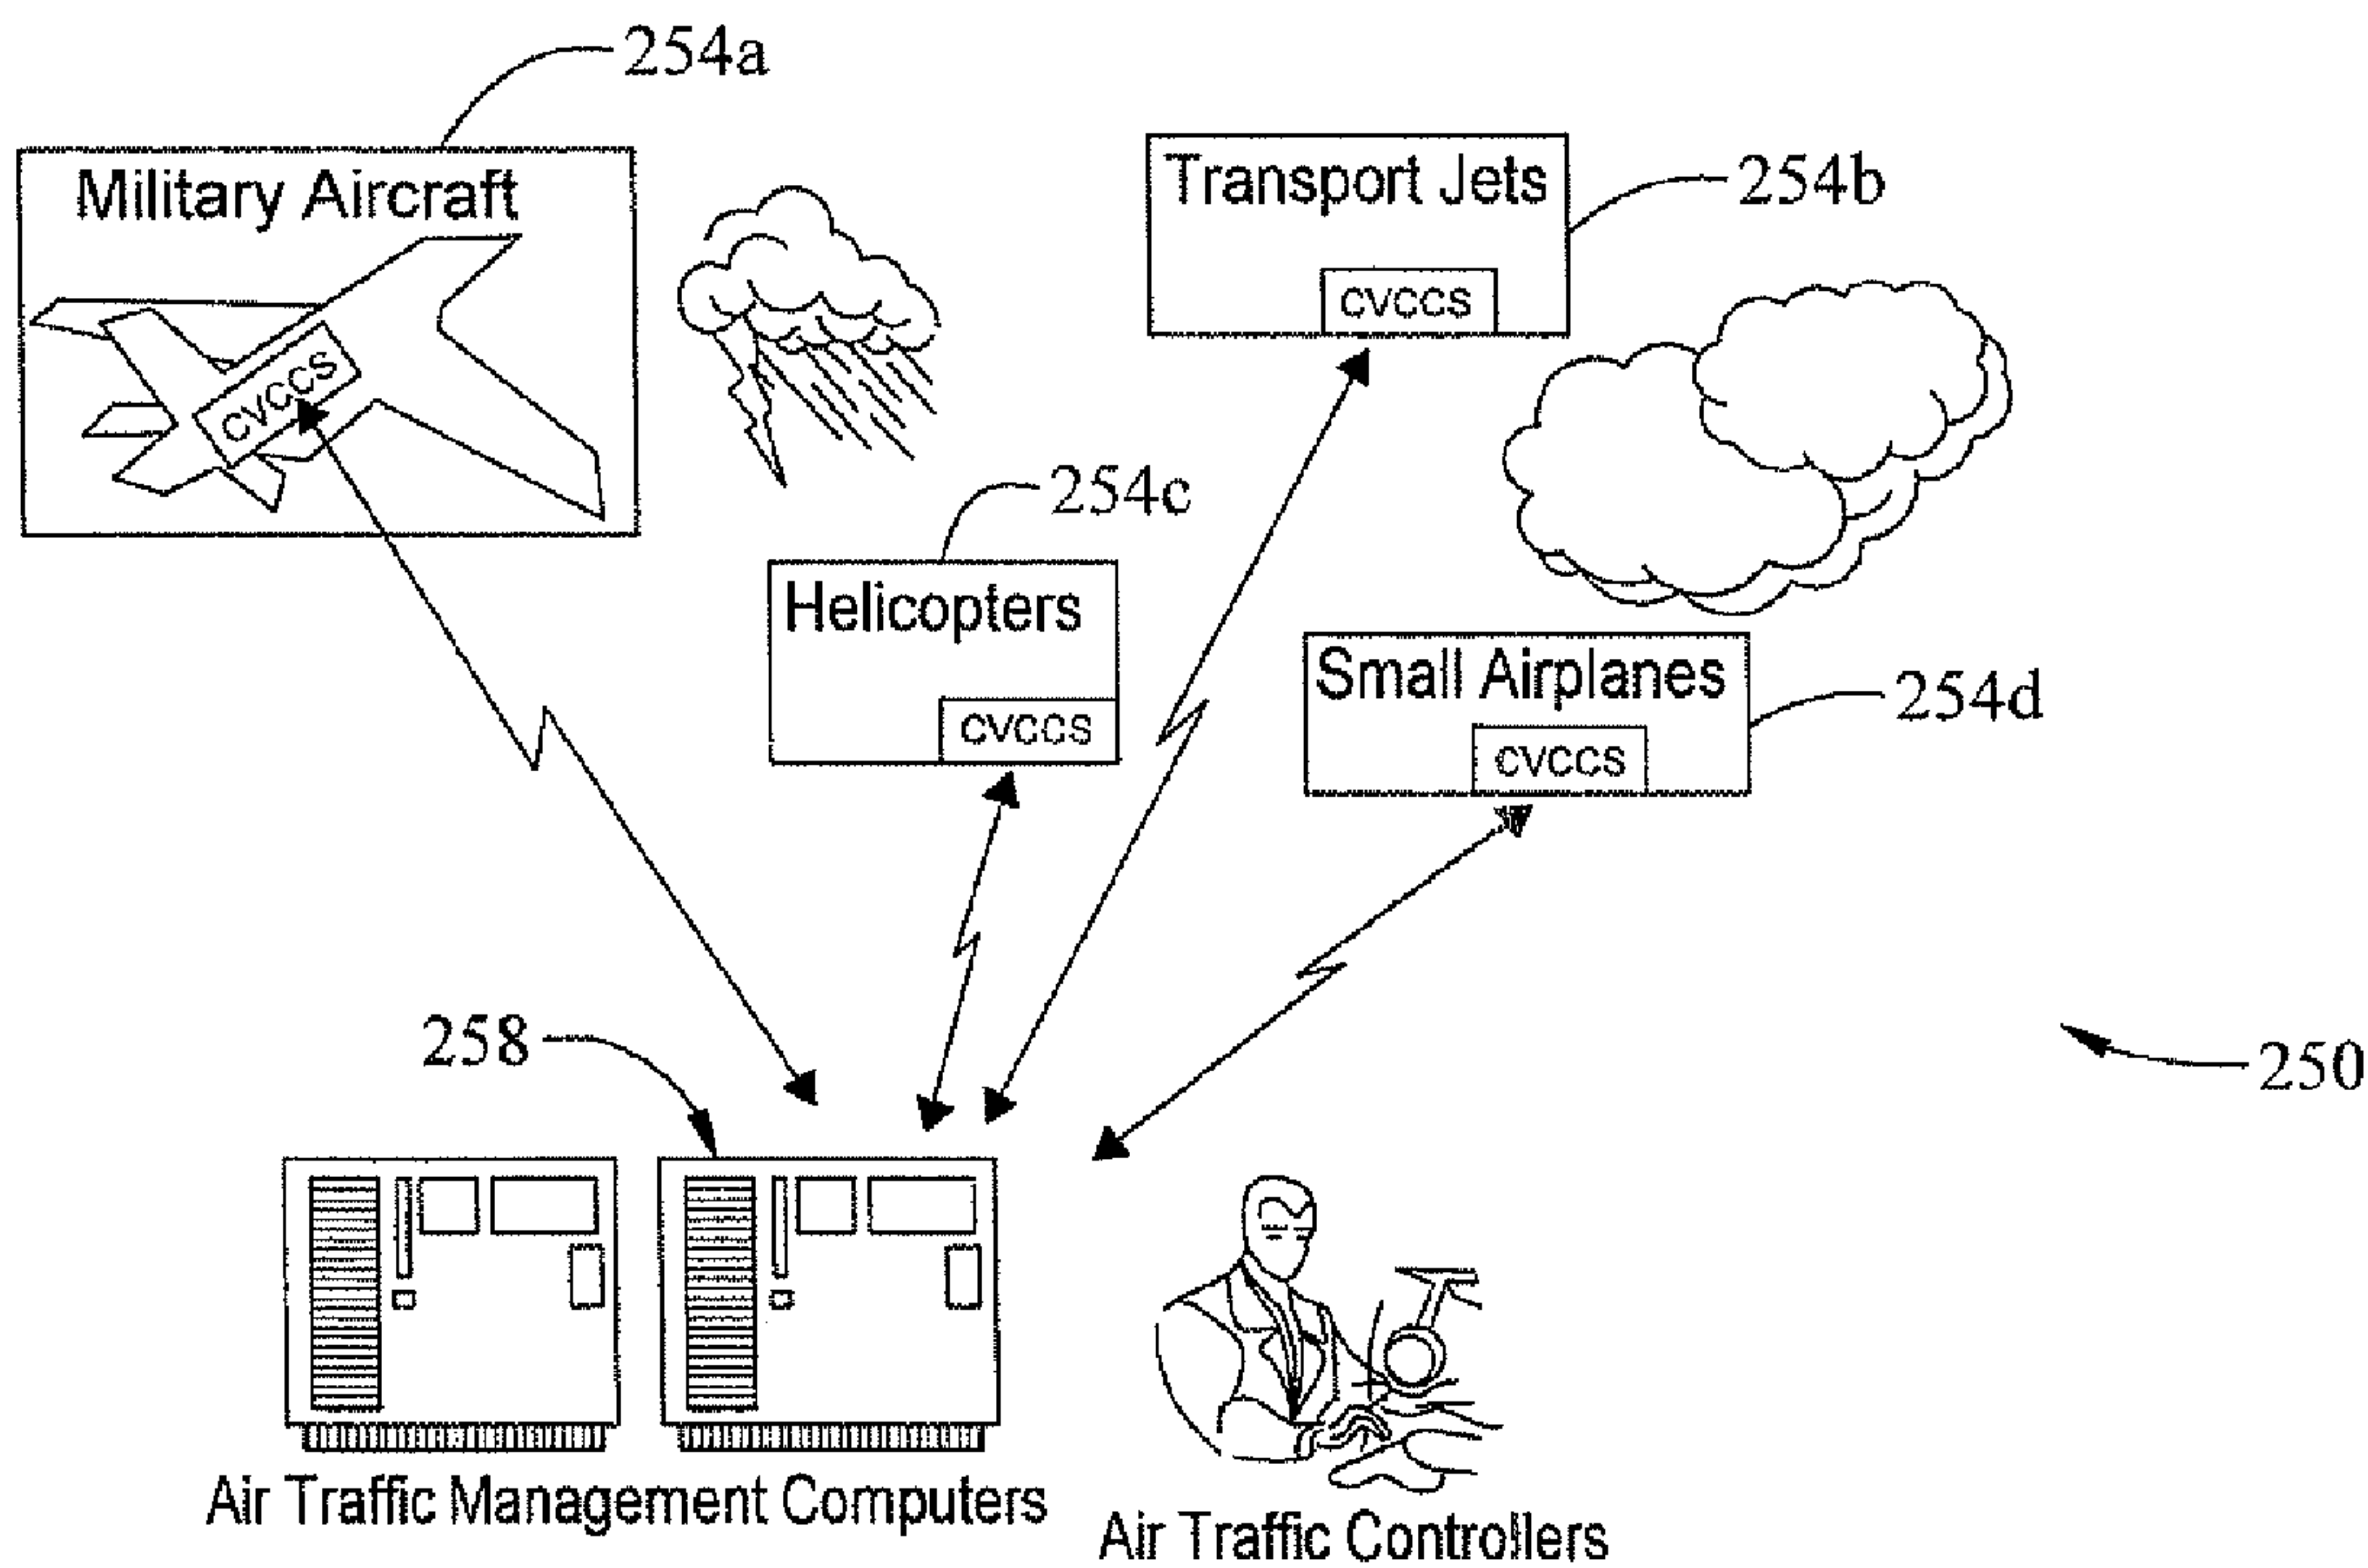 254a
Military Aircraft
CVCCS
Transport Jets
254b
CVCCS
254c
Helicopters
CVCCS
Small Airplanes
254d
CVCCS
258
250
Air Traffic Management Computers
Air Traffic Controllers